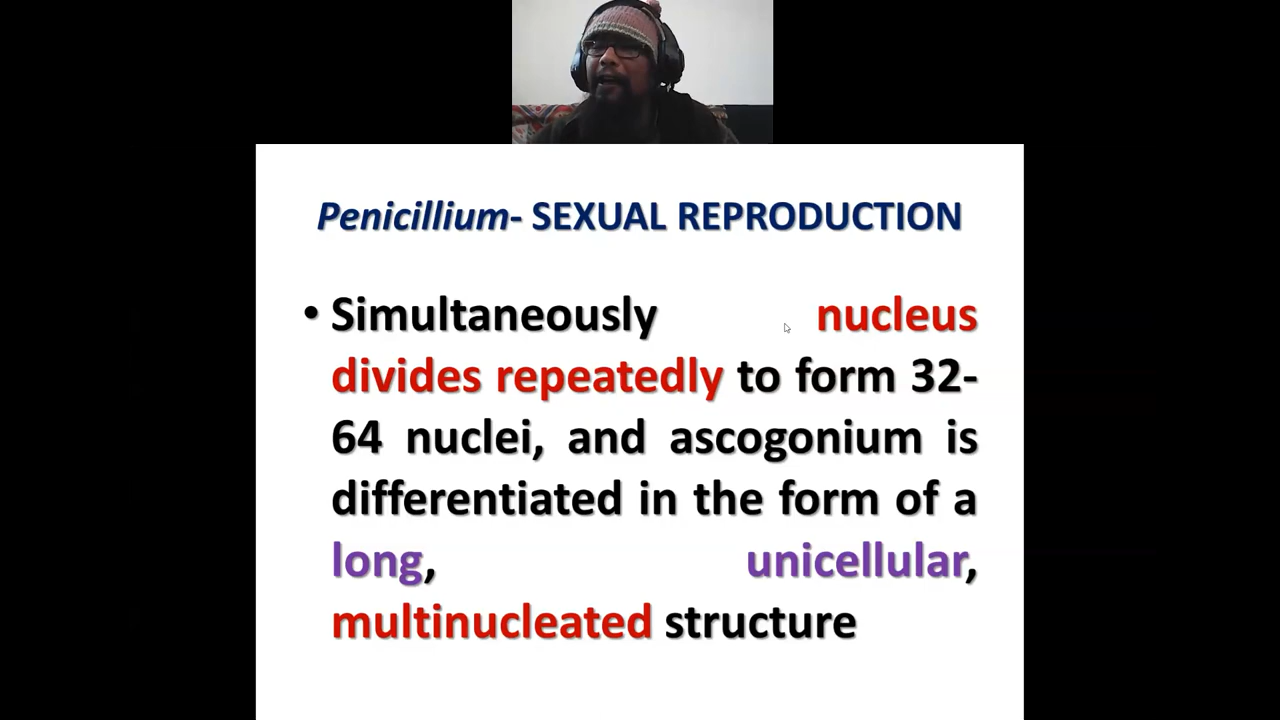 Penicillium- SEXUAL REPRODUCTION
• Simultaneously nucleus
divides repeatedly to form 32-
64 nuclei, and ascogonium is
differentiated in the form of a
long, unicellular,
multinucleated structure